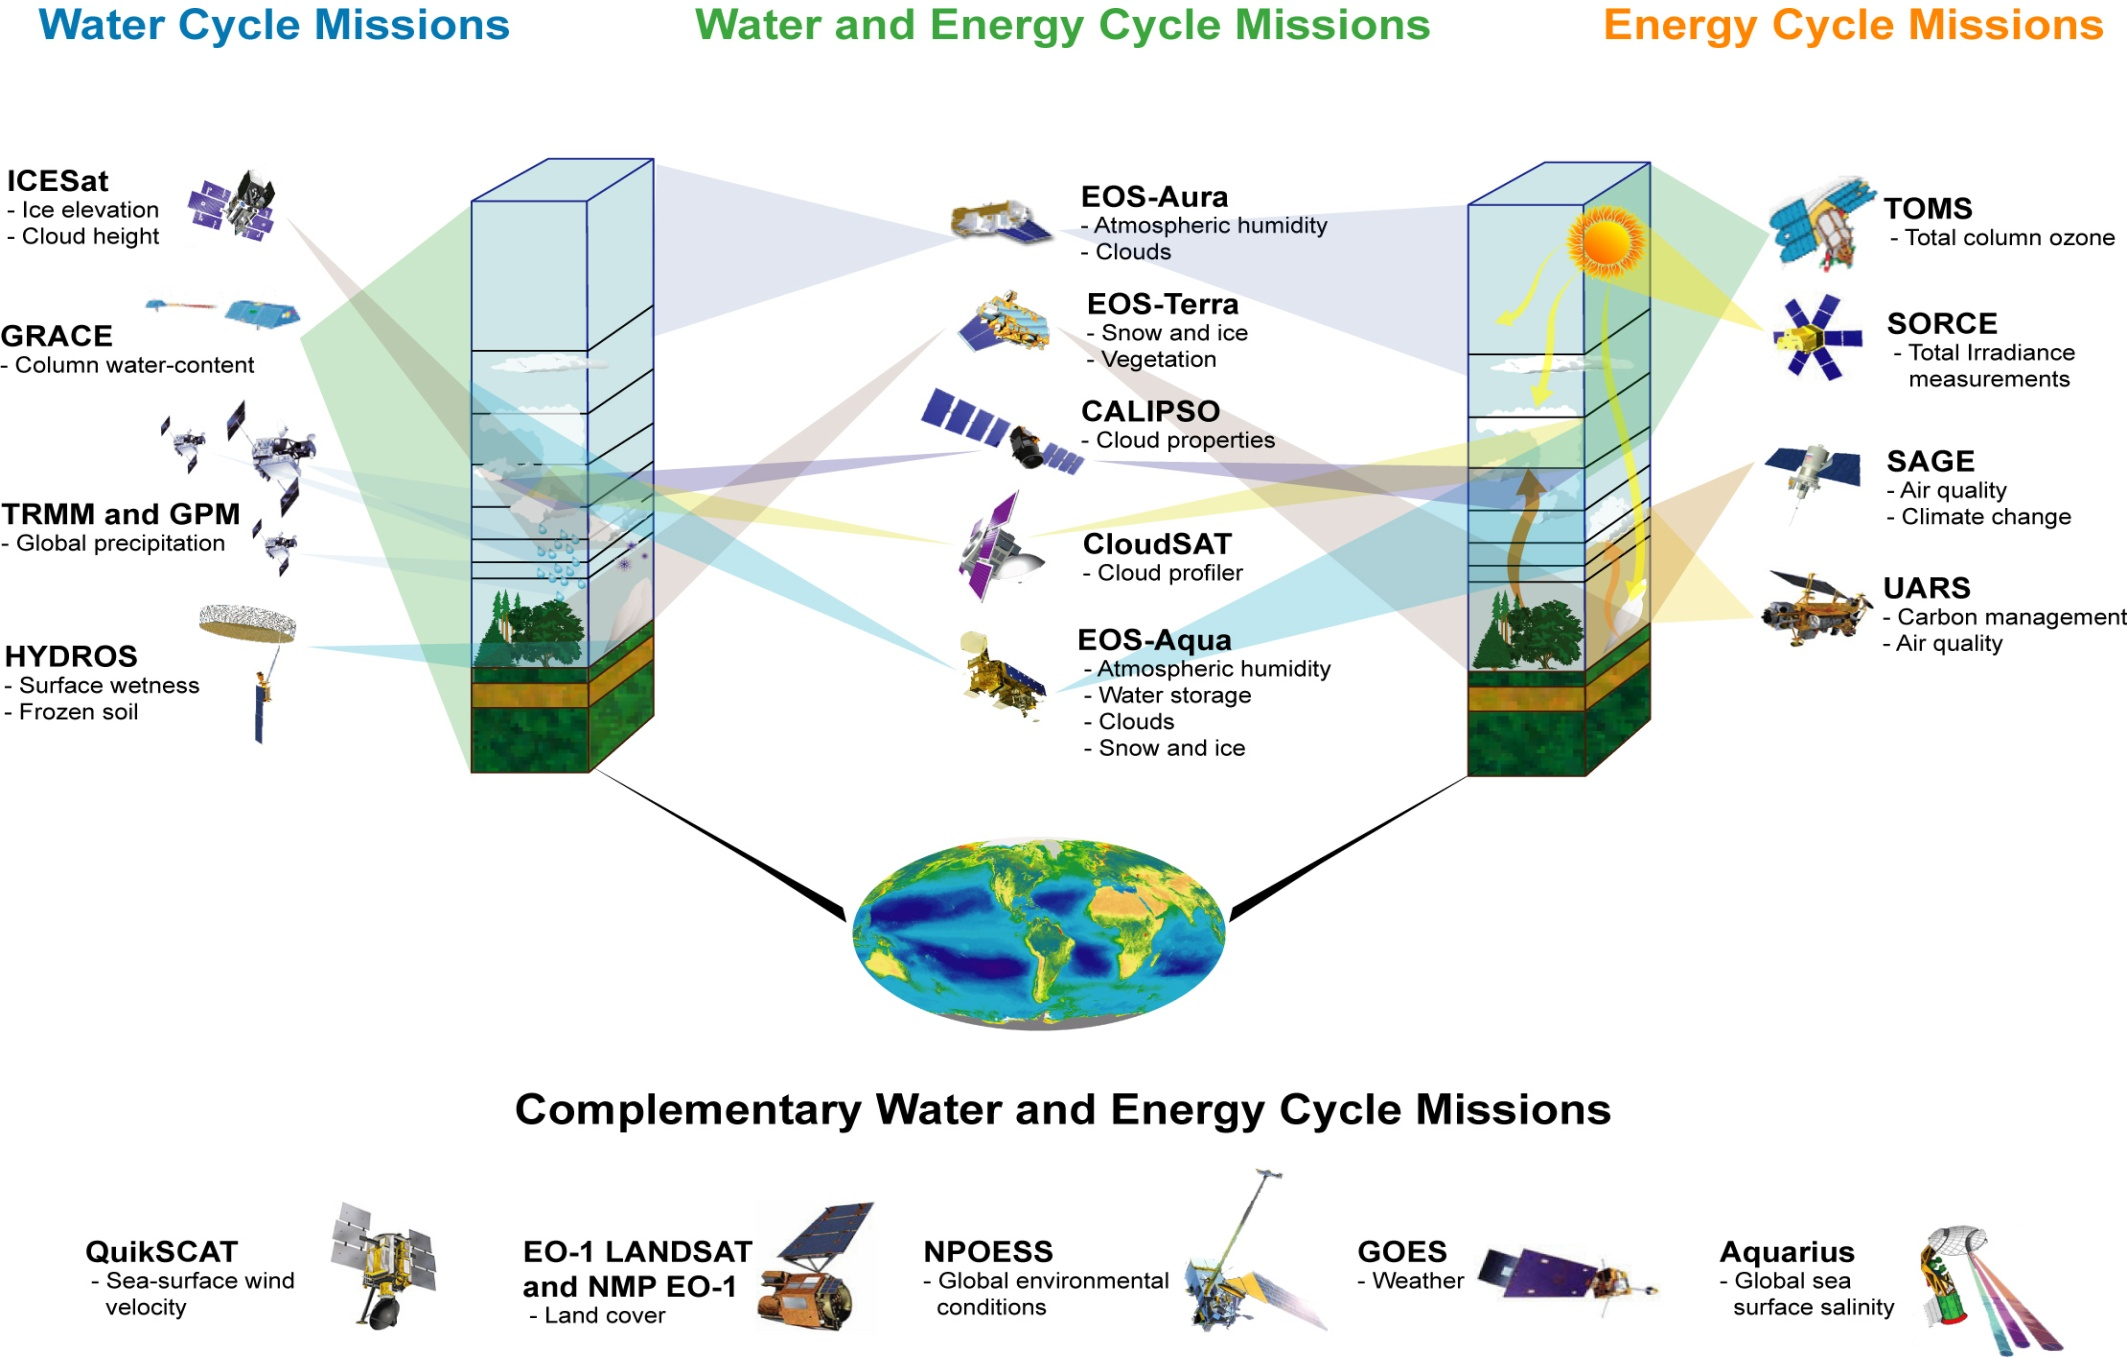 Water Cycle Missions
Water and Energy Cycle Missions
Energy Cycle Missions
ICESat
- Ice elevation
- Cloud height
GRACE
- Column water-content
TRMM and GPM
- Global precipitation
HYDROS
- Surface wetness
- Frozen soil
EOS-Aura
- Atmospheric humidity
- Clouds
EOS-Terra
- Snow and ice
- Vegetation
CALIPSO
- Cloud properties
CloudSAT
- Cloud profiler
EOS-Aqua
- Atmospheric humidity
- Water storage
- Clouds
- Snow and ice
TOMS
- Total column ozone
SORCE
- Total Irradiance
measurements
SAGE
- Air quality
- Climate change
UARS
- Carbon management
- Air quality
Complementary Water and Energy Cycle Missions
QuikSCAT
- Sea-surface wind
velocity
EO-1 LANDSAT
and NMP EO-1
- Land cover
NPOESS
- Global environmental
conditions
GOES
- Weather
Aquarius
- Global sea
surface salinity